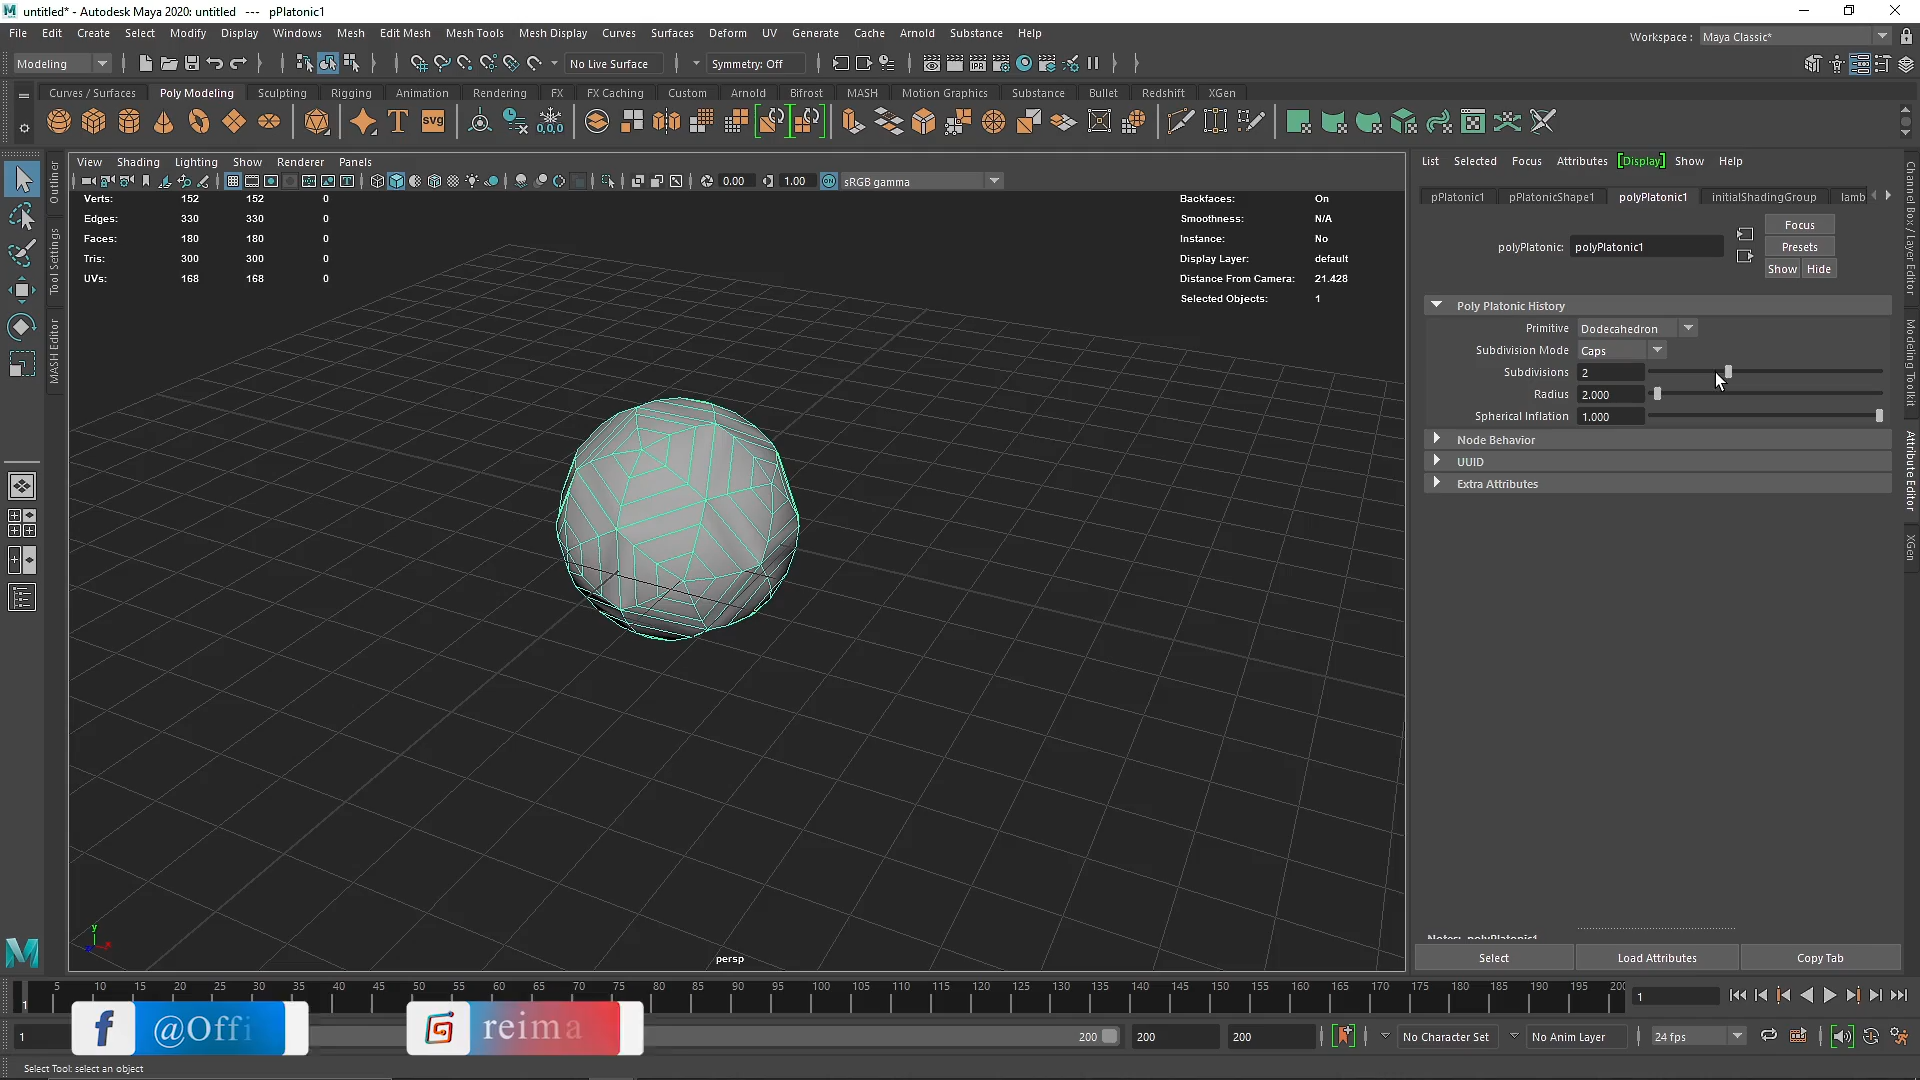 untitled* - Autodesk Maya 2020: untitled --- pPlatonic1
File Edit Create Select Modify Display Windows Mesh Edit Mesh Mesh Tools Mesh Display Curves Surfaces Deform UV Generate Cache Arnold Substance Help
Workspace : Maya Classic*
Modeling No Live Surface Symmetry: Off
Curves / Surfaces Poly Modeling Sculpting Rigging Animation Rendering FX FX Caching Custom Arnold Bifrost MASH Motion Graphics Substance Bullet Redshift XGen
T svg 0,0,0
View Shading Lighting Show Renderer Panels
0.00 1.00 ON sRGB gamma
Verts: 152 152 0
Edges: 330 330 0
Faces: 180 180 0
Tris: 300 300 0
UVs: 168 168 0
Backfaces: On
Smoothness: N/A
Instance: No
Display Layer: default
Distance From Camera: 21.428
Selected Objects: 1
Outliner
Tool Settings
MASH Editor
y
persp
List Selected Focus Attributes [Display] Show Help
pPlatonic1 pPlatonicShape1 polyPlatonic1 initialShadingGroup lamb
polyPlatonic: polyPlatonic1
Focus
Presets
Show Hide
Poly Platonic History
Primitive Dodecahedron
Subdivision Mode Caps
Subdivisions 2
Radius 2.000
Spherical Inflation 1.000
Node Behavior
UUID
Extra Attributes
Notes: polyPlatonic1
Select Load Attributes Copy Tab
Channel Box / Layer Editor
Modeling Toolkit
Attribute Editor
XGen
1 5 10 15 20 25 30 35 40 45 50 55 60 65 70 75 80 85 90 95 100 105 110 115 120 125 130 135 140 145 150 155 160 165 170 175 180 185 190 195 200 1
f @Offi
reima
1 200 200 200 No Character Set No Anim Layer 24 fps
Select Tool: select an object